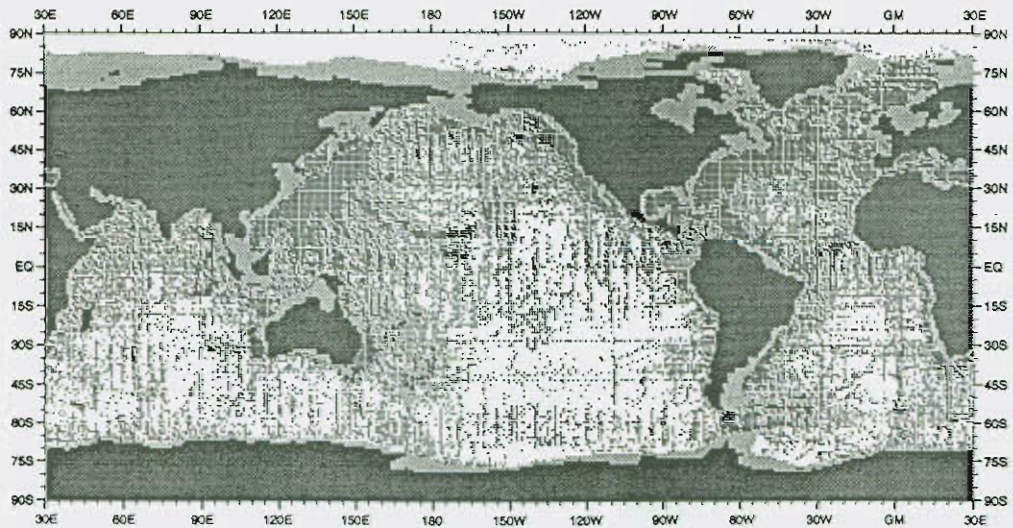 30E 60E 90E 120E 150E 180 150W 120W 90W 60W 30W GM 30E
90N 90N
75N 75N
60N 60N
45N 45N
30N 30N
15N 15N
EQ EQ
15S 15S
30S 30S
45S 45S
60S 60S
75S 75S
90S 90S
30E 60E 90E 120E 150E 180 150W 120W 90W 60W 30W GM 30E